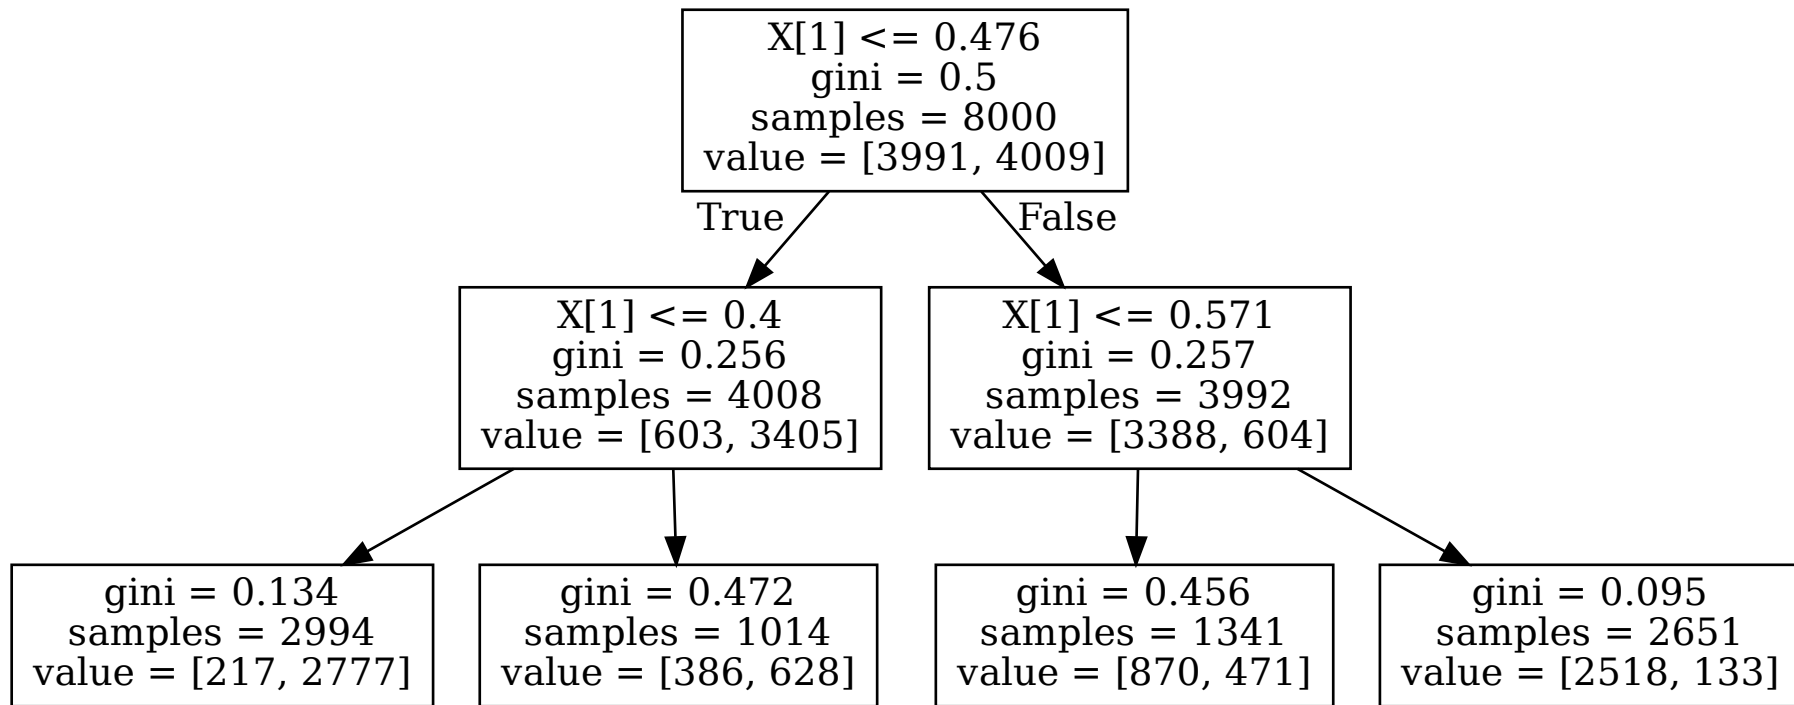 X[1] <= 0.476
gini = 0.5
samples = 8000
value = [3991, 4009]
True
False
X[1] <= 0.4
gini = 0.256
samples = 4008
value = [603, 3405]
X[1] <= 0.571
gini = 0.257
samples = 3992
value = [3388, 604]
gini = 0.134
samples = 2994
value = [217, 2777]
gini = 0.472
samples = 1014
value = [386, 628]
gini = 0.456
samples = 1341
value = [870, 471]
gini = 0.095
samples = 2651
value = [2518, 133]